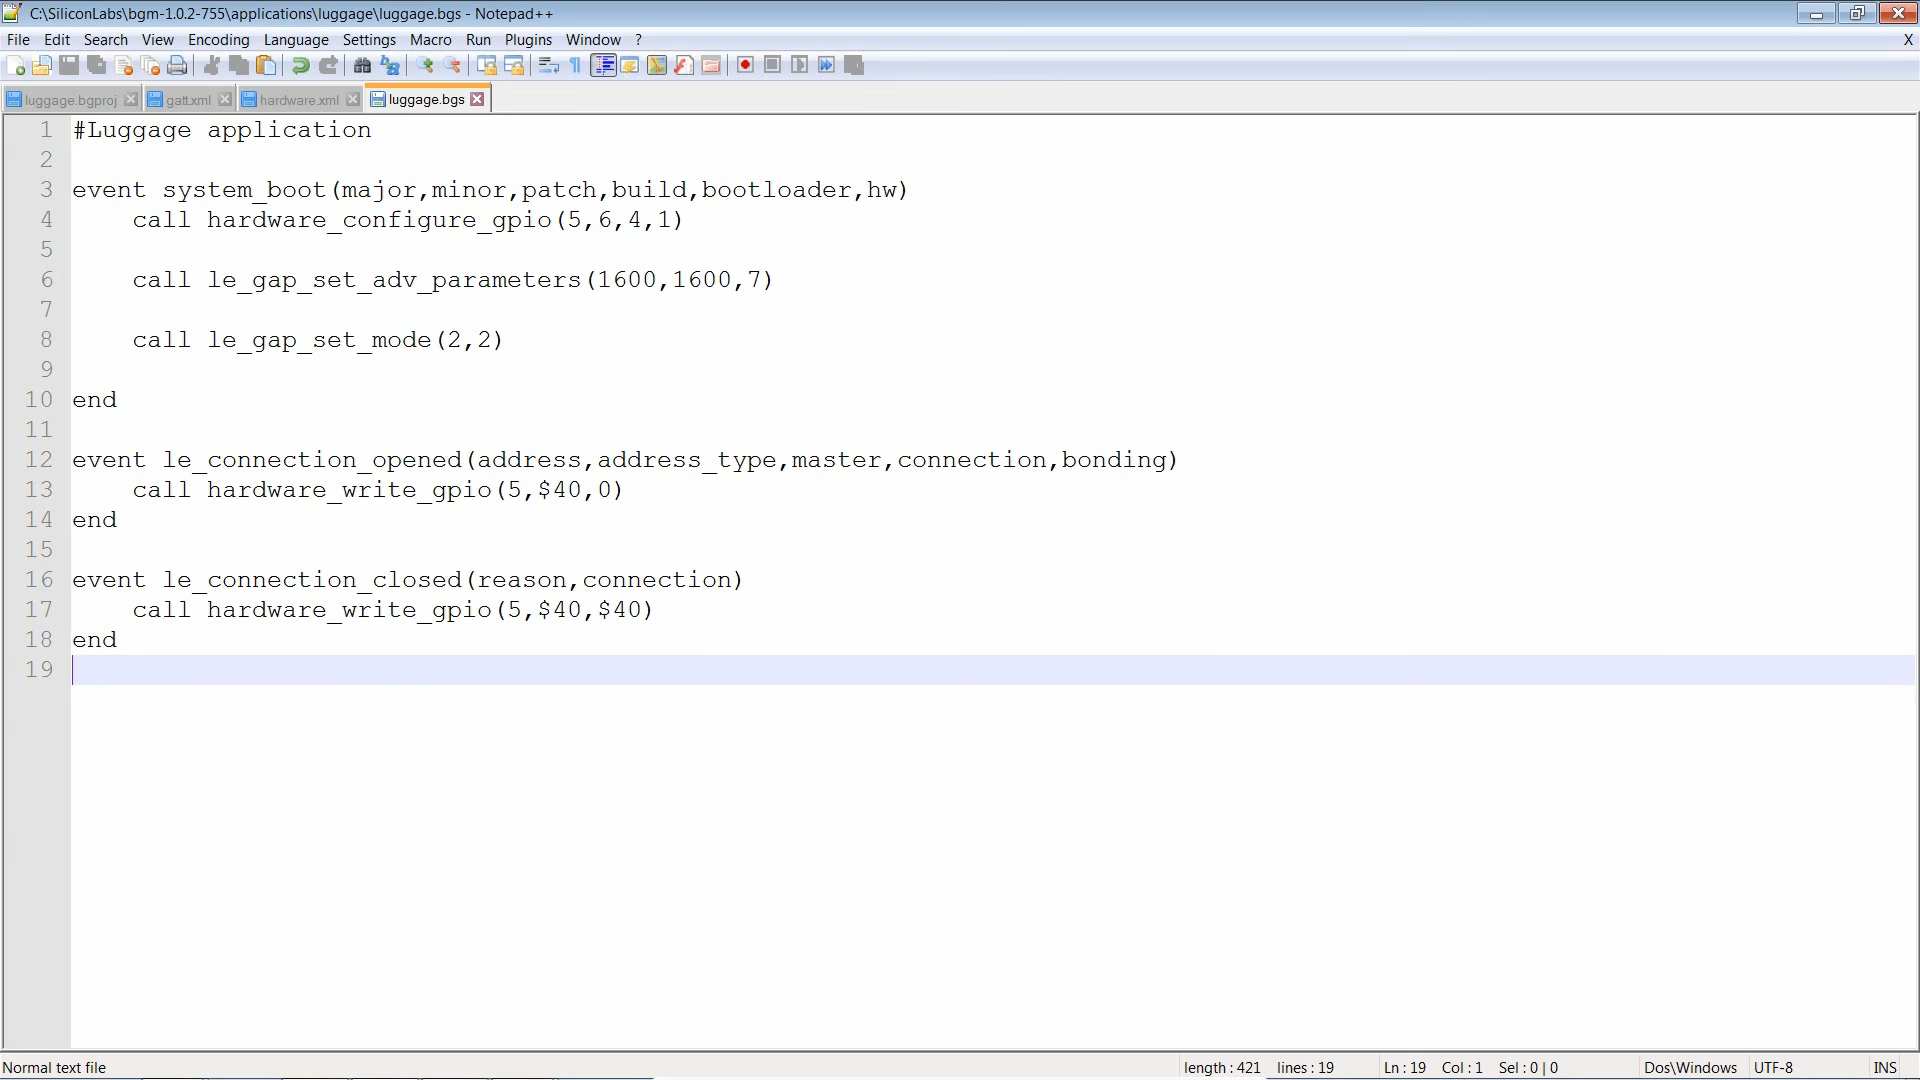 C:\SiliconLabs\bgm-1.0.2-755\applications\luggage\luggage.bgs - Notepad++
File Edit Search View Encoding Language Settings Macro Run Plugins Window ? X
luggage.bgproj gatt.xml hardware.xml luggage.bgs
1 #Luggage application
2
3 event system_boot(major,minor,patch,build,bootloader,hw)
4 call hardware_configure_gpio(5,6,4,1)
5
6 call le_gap_set_adv_parameters(1600,1600,7)
7
8 call le_gap_set_mode(2,2)
9
10 end
11
12 event le_connection_opened(address,address_type,master,connection,bonding)
13 call hardware_write_gpio(5,$40,0)
14 end
15
16 event le_connection_closed(reason,connection)
17 call hardware_write_gpio(5,$40,$40)
18 end
19
Normal text file length : 421 lines : 19 Ln : 19 Col : 1 Sel : 0 | 0 Dos\Windows UTF-8 INS